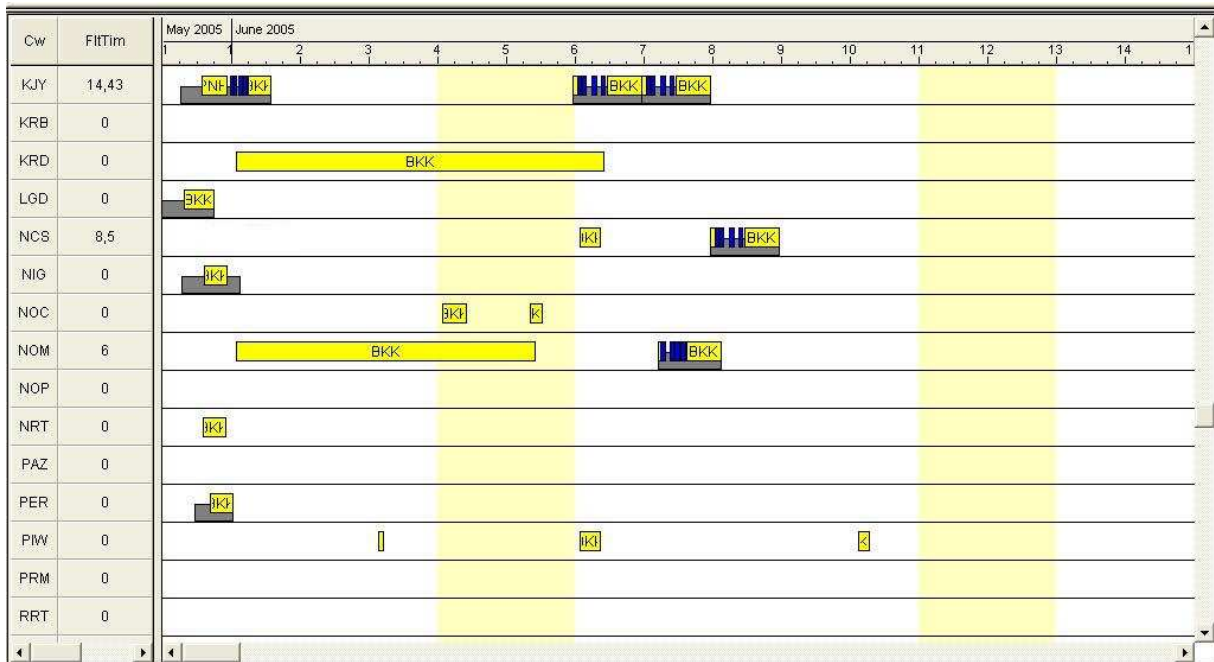 Cw FltTim May 2005 June 2005
1 1 2 3 4 5 6 7 8 9 10 11 12 13 14 1
KJY 14,43 BKK BKK
KRB 0
KRD 0 BKK
LGD 0 BKK
NCS 8,5 BKK
NIG 0
NOC 0
NOM 6 BKK BKK
NOP 0
NRT 0
PAZ 0
PER 0
PIW 0
PRM 0
RRT 0